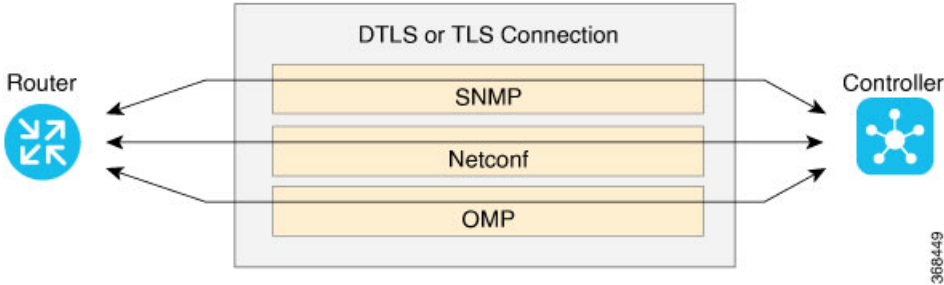 DTLS or TLS Connection
Router
Controller
SNMP
Netconf
OMP
368449